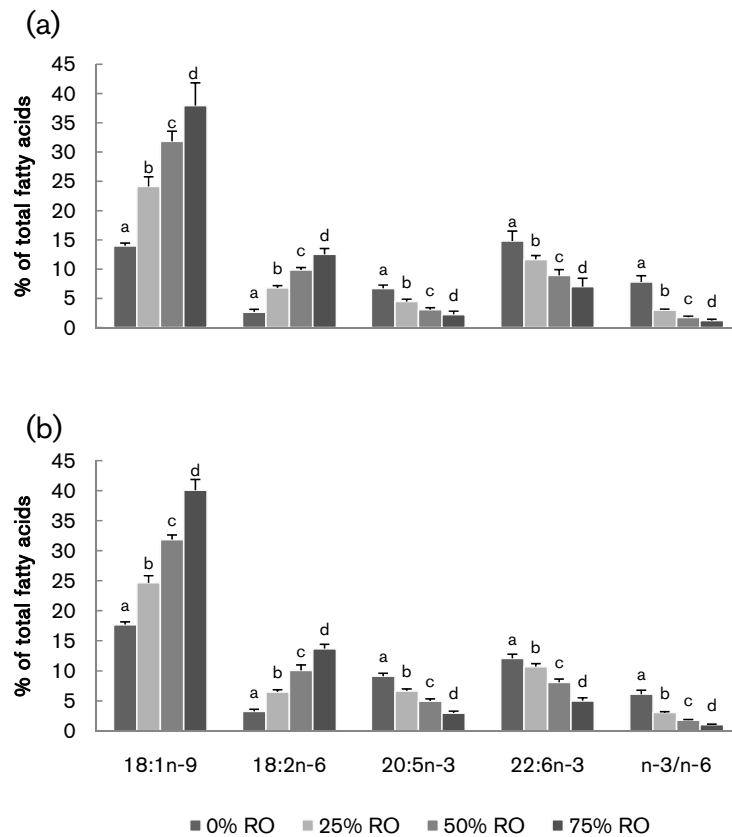 (a)
% of total fatty acids
45
40
35
30
25
20
15
10
5
0
a b c d
a b c d
a b c d
a b c d
a b c d
(b)
% of total fatty acids
45
40
35
30
25
20
15
10
5
0
a b c d
a b c d
a b c d
a b c d
a b c d
18:1n-9 18:2n-6 20:5n-3 22:6n-3 n-3/n-6
0% RO 25% RO 50% RO 75% RO